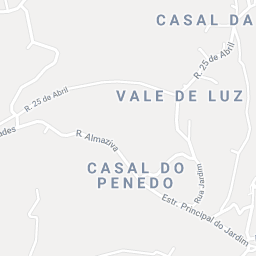 CASAL DA
R. 25 de Abril
R. 25 de Abril
VALE DE LUZ
ades
R. Almaziva
CASAL DO
PENEDO
Rua Jardim
Estr. Principal do Jardim